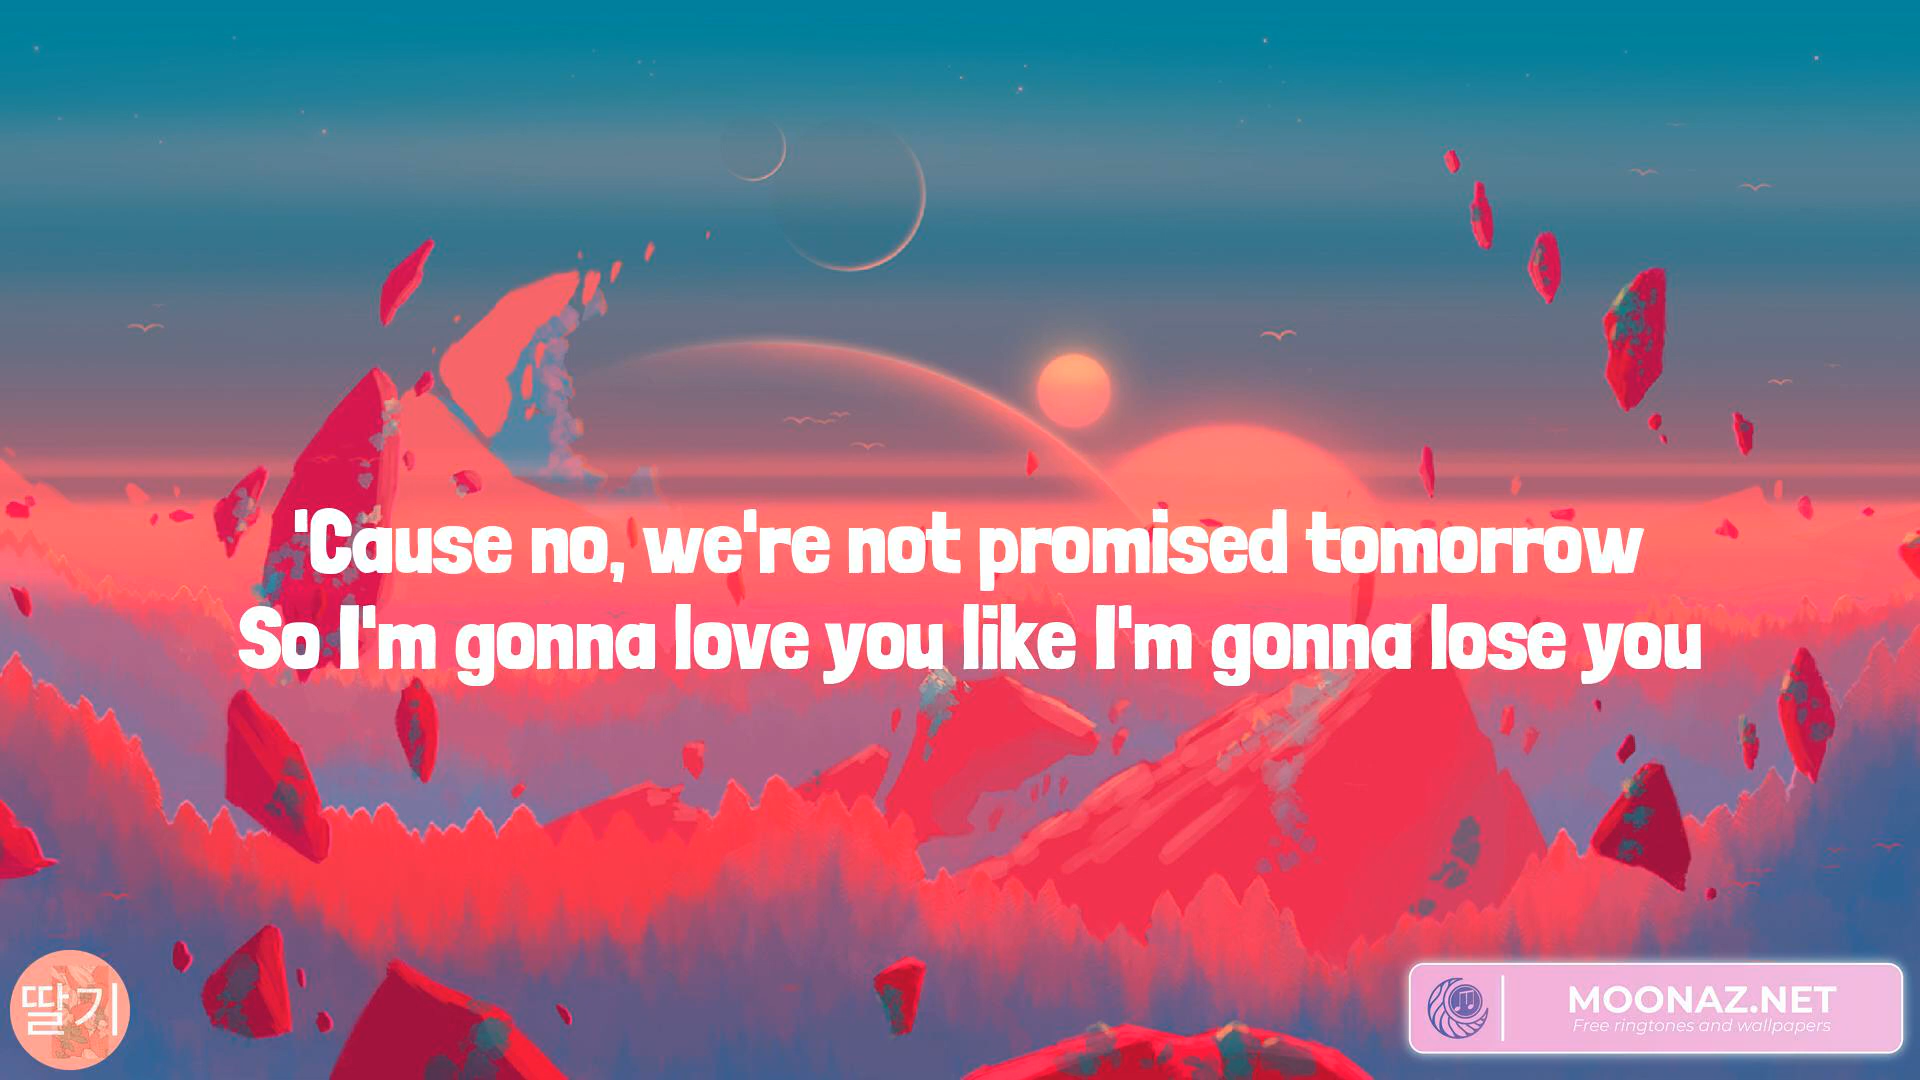 'Cause no, we're not promised tomorrow
So I'm gonna love you like I'm gonna lose you
딸기
MOONAZ.NET
Free ringtones and wallpapers